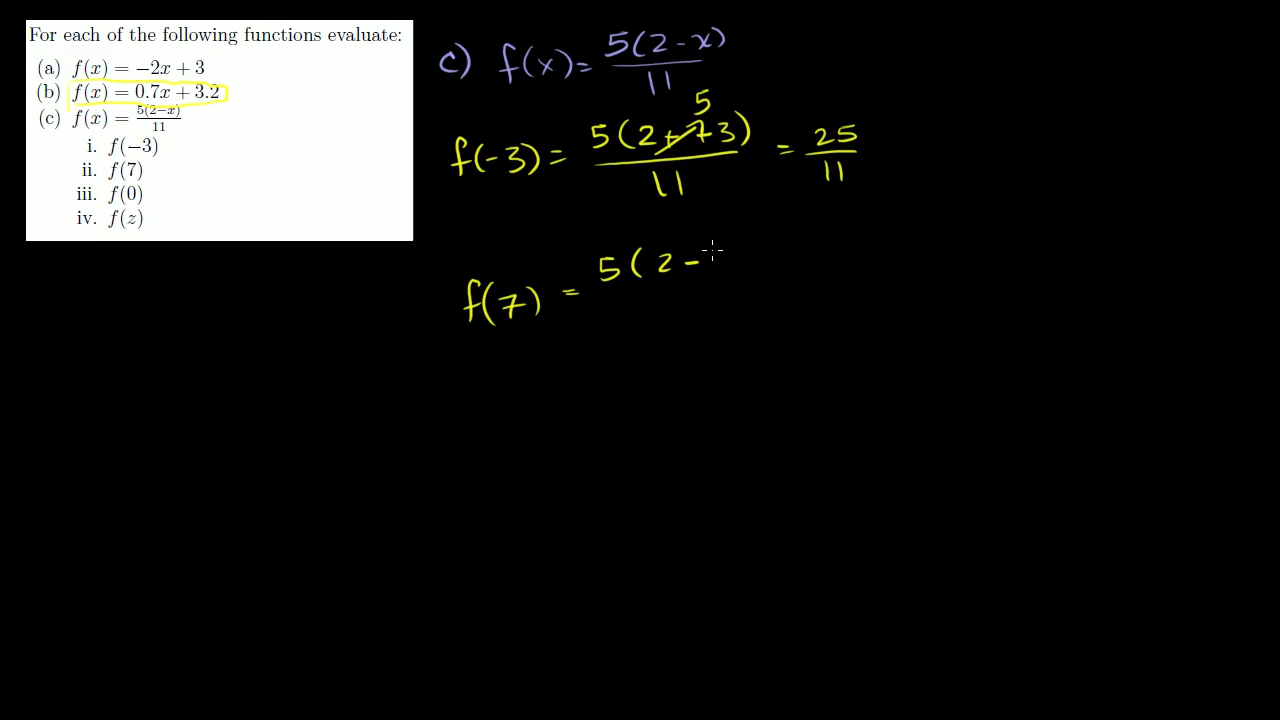 For each of the following functions evaluate:
(a) f(x) = −2x + 3
(b) f(x) = 0.7x + 3.2
(c) f(x) = 5(2−x)/11
i. f(−3)
ii. f(7)
iii. f(0)
iv. f(z)
c) f(x) = 5(2-x)/11
5
f(-3) = 5(2--3)/11 = 25/11
f(7) = 5(2-